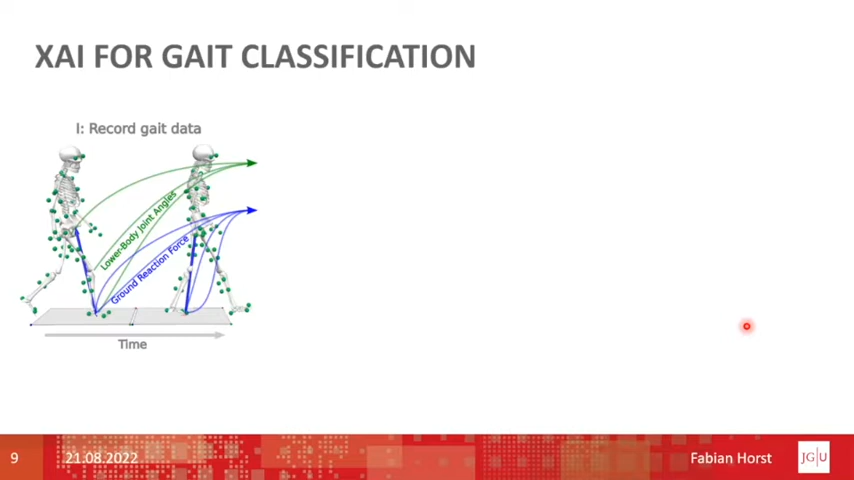 XAI FOR GAIT CLASSIFICATION
I: Record gait data
Lower-Body Joint Angles
Ground Reaction Force
Time
9
21.08.2022
Fabian Horst
JG|U